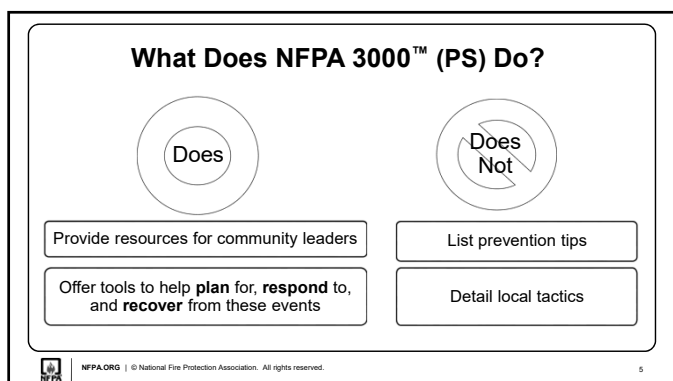 What Does NFPA 3000™ (PS) Do?
Does
Provide resources for community leaders
Offer tools to help plan for, respond to,
and recover from these events
Does
Not
List prevention tips
Detail local tactics
NFPA
NFPA.ORG | © National Fire Protection Association. All rights reserved.
5